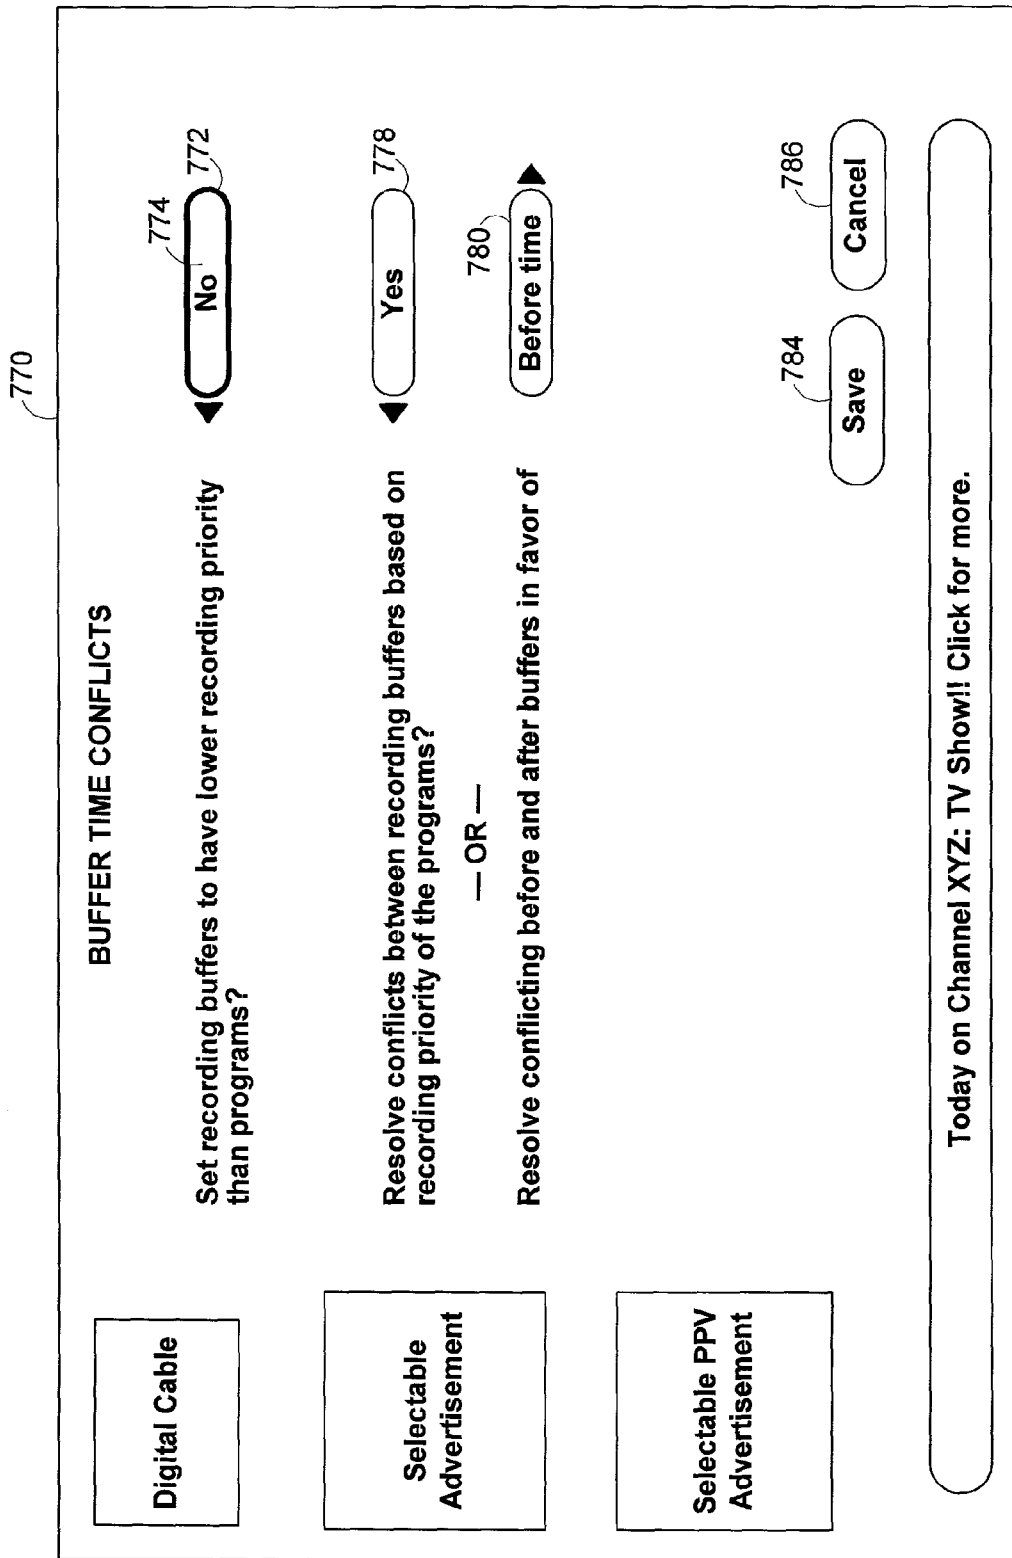 770
BUFFER TIME CONFLICTS
Digital Cable
Selectable
Advertisement
Selectable PPV
Advertisement
Set recording buffers to have lower recording priority
than programs?
774
772
No
Resolve conflicts between recording buffers based on
recording priority of the programs?
778
Yes
— OR —
Resolve conflicting before and after buffers in favor of
780
Before time
784
Save
786
Cancel
Today on Channel XYZ: TV Show!! Click for more.